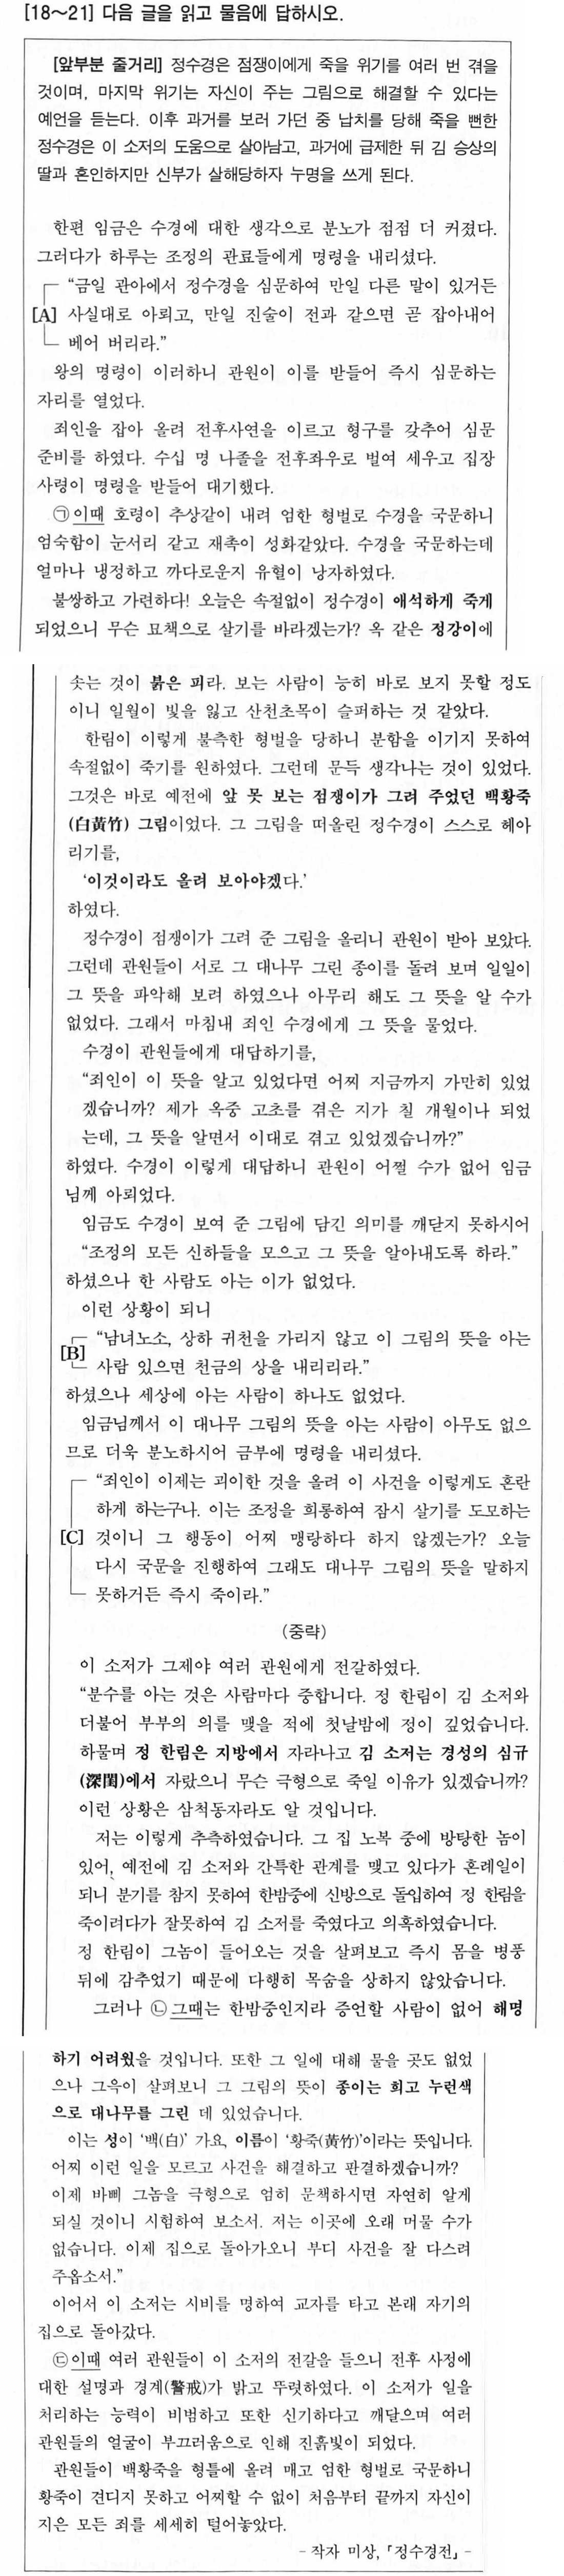 [18~21] 다음 글을 읽고 물음에 답하시오.
[앞부분 줄거리] 정수경은 점쟁이에게 죽을 위기를 여러 번 겪을
것이며, 마지막 위기는 자신이 주는 그림으로 해결할 수 있다는
예언을 듣는다. 이후 과거를 보러 가던 중 납치를 당해 죽을 뻔한
정수경은 이 소저의 도움으로 살아남고, 과거에 급제한 뒤 김 승상의
딸과 혼인하지만 신부가 살해당하자 누명을 쓰게 된다.
한편 임금은 수경에 대한 생각으로 분노가 점점 더 커졌다.
그러다가 하루는 조정의 관료들에게 명령을 내리셨다.
“금일 관아에서 정수경을 심문하여 만일 다른 말이 있거든
[A] 사실대로 아뢰고, 만일 진술이 전과 같으면 곧 잡아내어
베어 버리라.”
왕의 명령이 이러하니 관원이 이를 받들어 즉시 심문하는
자리를 열었다.
죄인을 잡아 올려 전후사연을 이르고 형구를 갖추어 심문
준비를 하였다. 수십 명 나졸을 전후좌우로 벌여 세우고 집장
사령이 명령을 받들어 대기했다.
㉠이때 호령이 추상같이 내려 엄한 형벌로 수경을 국문하니
엄숙함이 눈서리 같고 재촉이 성화같았다. 수경을 국문하는데
얼마나 냉정하고 까다로운지 유혈이 낭자하였다.
불쌍하고 가련하다! 오늘은 속절없이 정수경이 애석하게 죽게
되었으니 무슨 묘책으로 살기를 바라겠는가? 옥 같은 정강이에
솟는 것이 붉은 피라. 보는 사람이 능히 바로 보지 못할 정도
이니 일월이 빛을 잃고 산천초목이 슬퍼하는 것 같았다.
한림이 이렇게 불측한 형벌을 당하니 분함을 이기지 못하여
속절없이 죽기를 원하였다. 그런데 문득 생각나는 것이 있었다.
그것은 바로 예전에 앞 못 보는 점쟁이가 그려 주었던 백황죽
(白黃竹) 그림이었다. 그 그림을 떠올린 정수경이 스스로 헤아
리기를,
‘이것이라도 올려 보아야겠다.’
하였다.
정수경이 점쟁이가 그려 준 그림을 올리니 관원이 받아 보았다.
그런데 관원들이 서로 그 대나무 그린 종이를 돌려 보며 일일이
그 뜻을 파악해 보려 하였으나 아무리 해도 그 뜻을 알 수가
없었다. 그래서 마침내 죄인 수경에게 그 뜻을 물었다.
수경이 관원들에게 대답하기를,
“죄인이 이 뜻을 알고 있었다면 어찌 지금까지 가만히 있었
겠습니까? 제가 옥중 고초를 겪은 지가 칠 개월이나 되었
는데, 그 뜻을 알면서 이대로 겪고 있었겠습니까?”
하였다. 수경이 이렇게 대답하니 관원이 어쩔 수가 없어 임금
님께 아뢰었다.
임금도 수경이 보여 준 그림에 담긴 의미를 깨닫지 못하시어
“조정의 모든 신하들을 모으고 그 뜻을 알아내도록 하라.”
하셨으나 한 사람도 아는 이가 없었다.
이런 상황이 되니
“남녀노소, 상하 귀천을 가리지 않고 이 그림의 뜻을 아는
[B] 사람 있으면 천금의 상을 내리리라.”
하셨으나 세상에 아는 사람이 하나도 없었다.
임금님께서 이 대나무 그림의 뜻을 아는 사람이 아무도 없으
므로 더욱 분노하시어 금부에 명령을 내리셨다.
“죄인이 이제는 괴이한 것을 올려 이 사건을 이렇게도 혼란
하게 하는구나. 이는 조정을 희롱하여 잠시 살기를 도모하는
[C] 것이니 그 행동이 어찌 맹랑하다 하지 않겠는가? 오늘
다시 국문을 진행하여 그래도 대나무 그림의 뜻을 말하지
못하거든 즉시 죽이라.”
(중략)
이 소저가 그제야 여러 관원에게 전갈하였다.
“분수를 아는 것은 사람마다 중합니다. 정 한림이 김 소저와
더불어 부부의 의를 맺을 적에 첫날밤에 정이 깊었습니다.
하물며 정 한림은 지방에서 자라나고 김 소저는 경성의 심규
(深閨)에서 자랐으니 무슨 극형으로 죽일 이유가 있겠습니까?
이런 상황은 삼척동자라도 알 것입니다.
저는 이렇게 추측하였습니다. 그 집 노복 중에 방탕한 놈이
있어, 예전에 김 소저와 간특한 관계를 맺고 있다가 혼례일이
되니 분기를 참지 못하여 한밤중에 신방으로 돌입하여 정 한림을
죽이려다가 잘못하여 김 소저를 죽였다고 의혹하였습니다.
정 한림이 그놈이 들어오는 것을 살펴보고 즉시 몸을 병풍
뒤에 감추었기 때문에 다행히 목숨을 상하지 않았습니다.
그러나 ㉡그때는 한밤중인지라 증언할 사람이 없어 해명
하기 어려웠을 것입니다. 또한 그 일에 대해 물을 곳도 없었
으나 그윽이 살펴보니 그 그림의 뜻이 종이는 희고 누런색
으로 대나무를 그린 데 있었습니다.
이는 성이 ‘백(白)’ 가요, 이름이 ‘황죽(黃竹)’이라는 뜻입니다.
어찌 이런 일을 모르고 사건을 해결하고 판결하겠습니까?
이제 바삐 그놈을 극형으로 엄히 문책하시면 자연히 알게
되실 것이니 시험하여 보소서. 저는 이곳에 오래 머물 수가
없습니다. 이제 집으로 돌아가오니 부디 사건을 잘 다스려
주옵소서.”
이어서 이 소저는 시비를 명하여 교자를 타고 본래 자기의
집으로 돌아갔다.
㉢이때 여러 관원들이 이 소저의 전갈을 들으니 전후 사정에
대한 설명과 경계(警戒)가 밝고 뚜렷하였다. 이 소저가 일을
처리하는 능력이 비범하고 또한 신기하다고 깨달으며 여러
관원들의 얼굴이 부끄러움으로 인해 진흙빛이 되었다.
관원들이 백황죽을 형틀에 올려 매고 엄한 형벌로 국문하니
황죽이 견디지 못하고 어찌할 수 없이 처음부터 끝까지 자신이
지은 모든 죄를 세세히 털어놓았다.
- 작자 미상, 「정수경전」 -